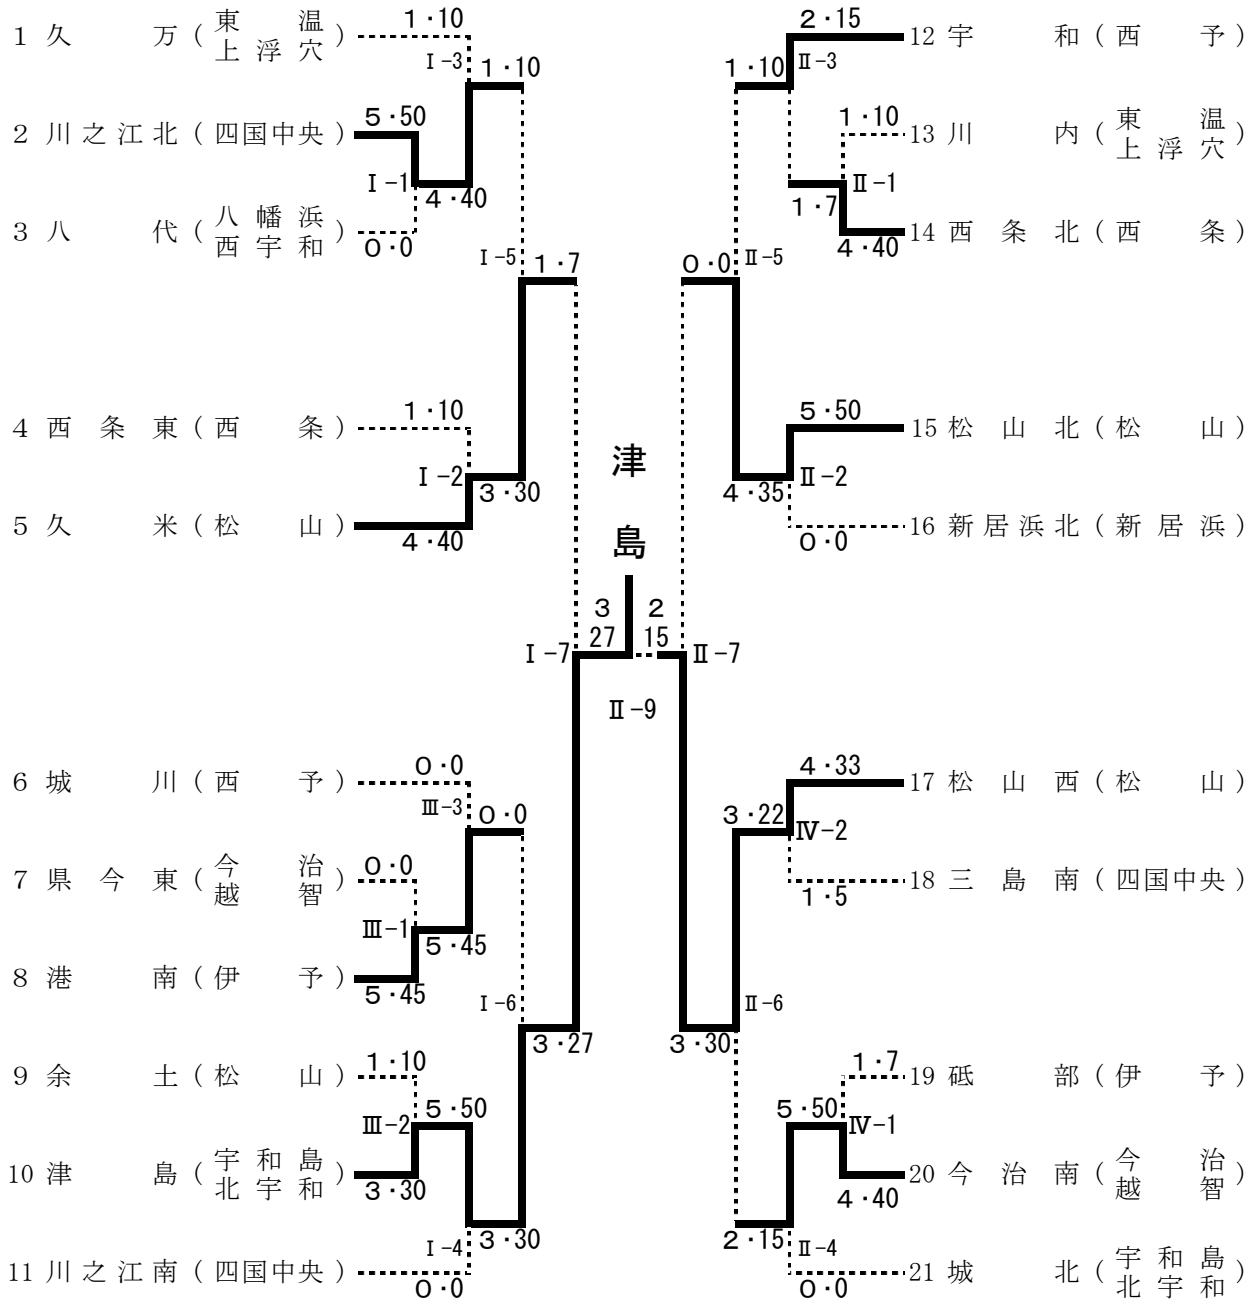 1 久万（東温上浮穴） 1・10
Ⅰ-3 1・10
2 川之江北（四国中央） 5・50
Ⅰ-1 4・40
3 八代（八幡浜西宇和） 0・0
Ⅰ-5 1・7
4 西条東（西条） 1・10
Ⅰ-2 3・30
5 久米（松山） 4・40
津島
3 2
27 15
Ⅰ-7 Ⅱ-7
Ⅱ-9
6 城川（西予） 0・0
Ⅲ-3 0・0
7 県今東（今治越智） 0・0
Ⅲ-1 5・45
8 港南（伊予） 5・45
Ⅰ-6 3・27
9 余土（松山） 1・10
Ⅲ-2 5・50
10 津島（宇和島北宇和） 3・30
Ⅰ-4 3・30
11 川之江南（四国中央） 0・0
2・15 12 宇和（西予）
1・10 Ⅱ-3
1・10 13 川内（東温上浮穴）
1・7 Ⅱ-1
4・40 14 西条北（西条）
0・0 Ⅱ-5
5・50 15 松山北（松山）
4・35 Ⅱ-2
0・0 16 新居浜北（新居浜）
4・33 17 松山西（松山）
3・22 Ⅳ-2
1・5 18 三島南（四国中央）
3・30 Ⅱ-6
1・7 19 砥部（伊予）
5・50 Ⅳ-1
4・40 20 今治南（今治越智）
2・15 Ⅱ-4
0・0 21 城北（宇和島北宇和）